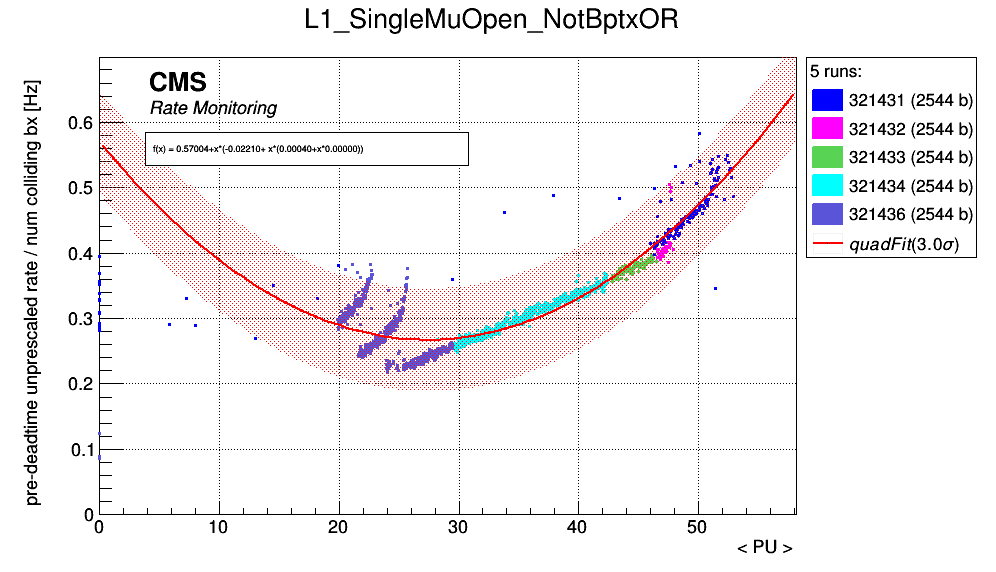 L1_SingleMuOpen_NotBptxOR
pre-deadtime unprescaled rate / num colliding bx [Hz]
CMS
Rate Monitoring
f(x) = 0.57004+x*(-0.02210+ x*(0.00040+x*0.00000))
0.6
0.5
0.4
0.3
0.2
0.1
0
0 10 20 30 40 50
< PU >
5 runs:
321431 (2544 b)
321432 (2544 b)
321433 (2544 b)
321434 (2544 b)
321436 (2544 b)
quadFit(3.0σ)